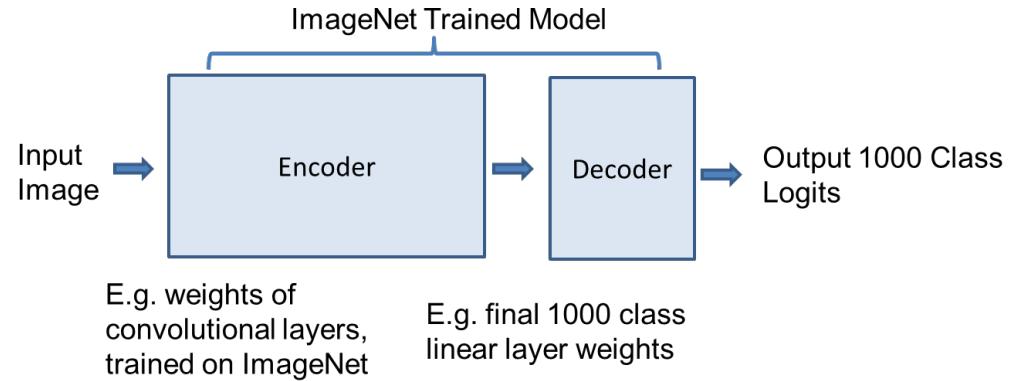 ImageNet Trained Model
Input
Image
Encoder
Decoder
Output 1000 Class
Logits
E.g. weights of
convolutional layers,
trained on ImageNet
E.g. final 1000 class
linear layer weights